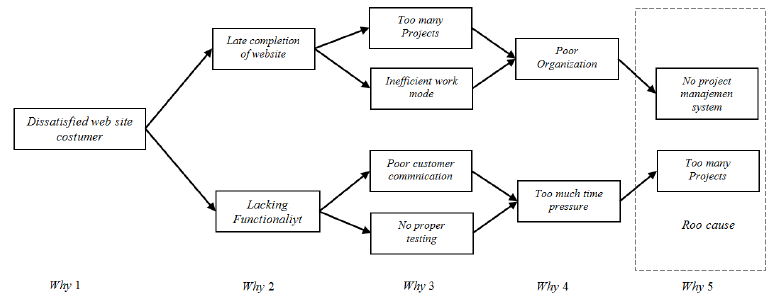 Dissatisfied web site
costumer
Late completion
of website
Lacking
Functionaliyt
Too many
Projects
Inefficient work
mode
Poor customer
commnication
No proper
testing
Poor
Organization
Too much time
pressure
No project
manajemen
system
Too many
Projects
Roo cause
Why 1
Why 2
Why 3
Why 4
Why 5